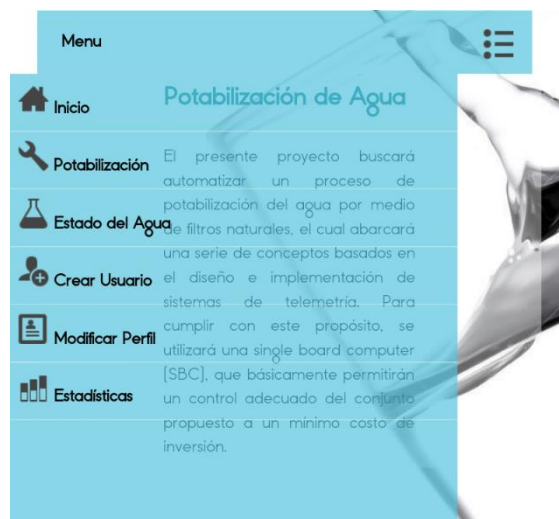 Menu
Inicio
Potabilización
Estado del Agua
Crear Usuario
Modificar Perfil
Estadísticas
Potabilización de Agua
El presente proyecto buscará
automatizar un proceso de
potabilización del agua por medio
de filtros naturales, el cual abarcará
una serie de conceptos basados en
el diseño e implementación de
sistemas de telemetría. Para
cumplir con este propósito, se
utilizará una single board computer
(SBC), que básicamente permitirán
un control adecuado del conjunto
propuesto a un mínimo costo de
inversión.